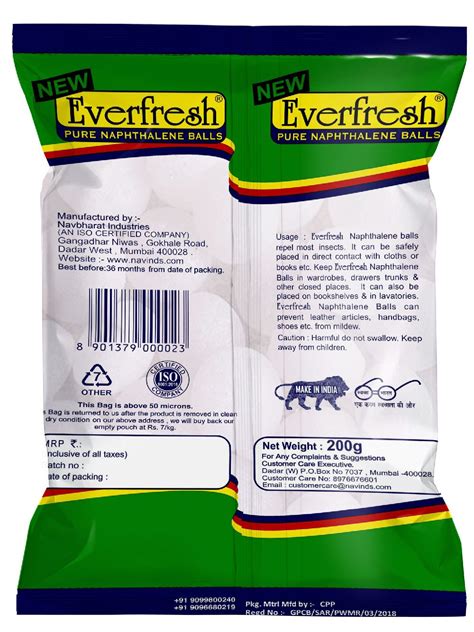 NEW
Everfresh®
PURE NAPHTHALENE BALLS
NEW
Everfresh®
PURE NAPHTHALENE BALLS
Manufactured by :-
Navbharat Industries
(AN ISO CERTIFIED COMPANY)
Gangadhar Niwas , Gokhale Road,
Dadar West , Mumbai 400028 .
Website :- www.navinds.com
Best before:36 months from date of packing.
8 901379 000023
7
OTHER
CERTIFIED
ISO
9001:2015
COMPANY
This Bag is above 50 microns.
s Bag is returned to us after the product is removed in clean
dry condition on our above address , we will buy back our
empty pouch at Rs. 7/kg.
MRP ₹.:
nclusive of all taxes)
atch no :
ate of packing :
Usage : Everfresh Naphthalene balls
repel most insects. It can be safely
placed in direct contact with cloths or
books etc. Keep Everfresh Naphthalene
Balls in wardrobes, drawers trunks &
other closed places. It can also be
placed on bookshelves & in lavatories.
Everfresh Naphthalene Balls can
prevent leather articles, handbags,
shoes etc. from mildew.
Caution : Harmful do not swallow. Keep
away from children.
MAKE IN INDIA
स्वच्छ भारत
एक कदम स्वच्छता की ओर
Net Weight : 200g
For Any Complaints & Suggestions
Customer Care Executive.
Dadar (W) P.O.Box No 7037 , Mumbai -400028.
Customer Care No: 8976676601
Email : customercare@navinds.com
+91 9099800240
+91 9096680219
Pkg. Mtrl Mfd by :- CPP
Regd No :- GPCB/SAR/PWMR/03/2018